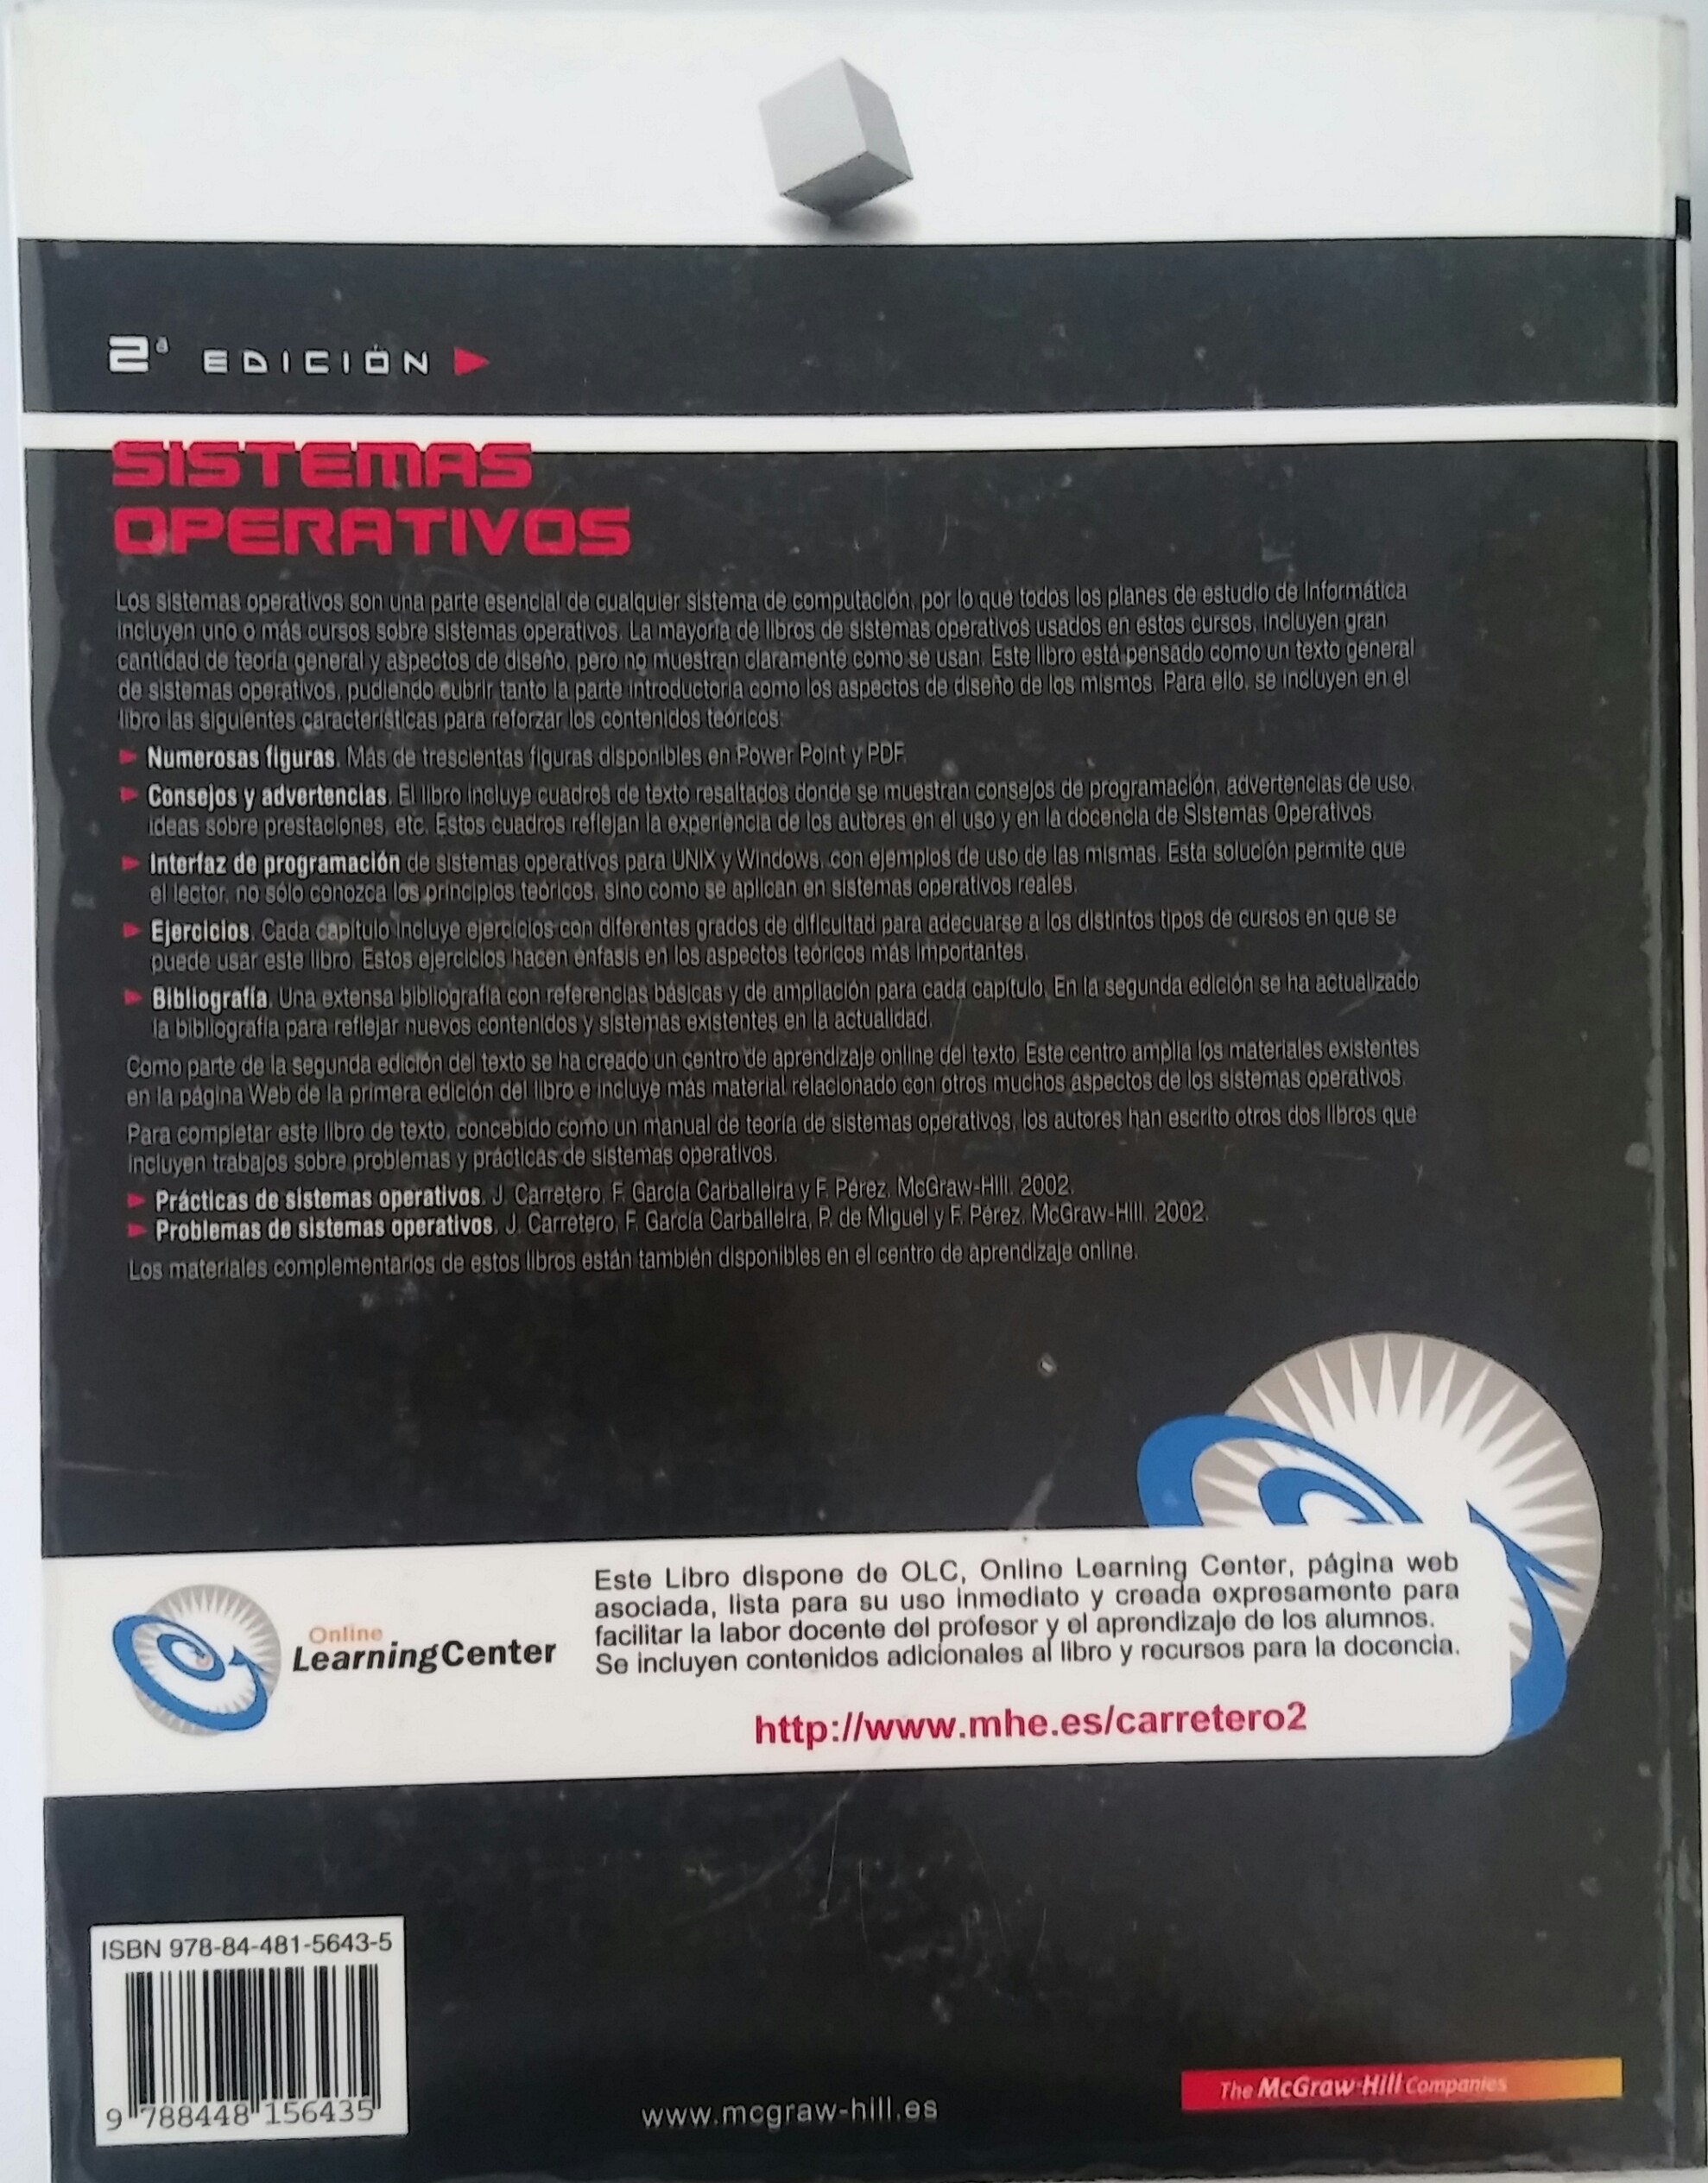 2ª EDICIÓN
SISTEMAS
OPERATIVOS
Los sistemas operativos son una parte esencial de cualquier sistema de computación, por lo que todos los planes de estudio de Informática
incluyen uno o más cursos sobre sistemas operativos. La mayoría de libros de sistemas operativos usados en estos cursos, incluyen gran
cantidad de teoría general y aspectos de diseño, pero no muestran claramente como se usan. Este libro está pensado como un texto general
de sistemas operativos, pudiendo cubrir tanto la parte introductoria como los aspectos de diseño de los mismos. Para ello, se incluyen en el
libro las siguientes características para reforzar los contenidos teóricos:
Numerosas figuras. Más de trescientas figuras disponibles en Power Point y PDF.
Consejos y advertencias. El libro incluye cuadros de texto resaltados donde se muestran consejos de programación, advertencias de uso,
ideas sobre prestaciones, etc. Estos cuadros reflejan la experiencia de los autores en el uso y en la docencia de Sistemas Operativos.
Interfaz de programación de sistemas operativos para UNIX y Windows, con ejemplos de uso de las mismas. Esta solución permite que
el lector, no sólo conozca los principios teóricos, sino como se aplican en sistemas operativos reales.
Ejercicios. Cada capítulo incluye ejercicios con diferentes grados de dificultad para adecuarse a los distintos tipos de cursos en que se
puede usar este libro. Estos ejercicios hacen énfasis en los aspectos teóricos más importantes.
Bibliografía. Una extensa bibliografía con referencias básicas y de ampliación para cada capítulo. En la segunda edición se ha actualizado
la bibliografía para reflejar nuevos contenidos y sistemas existentes en la actualidad.
Como parte de la segunda edición del texto se ha creado un centro de aprendizaje online del texto. Este centro amplía los materiales existentes
en la página Web de la primera edición del libro e incluye más material relacionado con otros muchos aspectos de los sistemas operativos.
Para completar este libro de texto, concebido como un manual de teoría de sistemas operativos, los autores han escrito otros dos libros que
incluyen trabajos sobre problemas y prácticas de sistemas operativos.
Prácticas de sistemas operativos. J. Carretero, F. García Carballeira y F. Pérez. McGraw-Hill. 2002.
Problemas de sistemas operativos. J. Carretero, F. García Carballeira, P. de Miguel y F. Pérez. McGraw-Hill. 2002.
Los materiales complementarios de estos libros están también disponibles en el centro de aprendizaje online.
Online
LearningCenter
Este Libro dispone de OLC, Online Learning Center, página web
asociada, lista para su uso inmediato y creada expresamente para
facilitar la labor docente del profesor y el aprendizaje de los alumnos.
Se incluyen contenidos adicionales al libro y recursos para la docencia.
http://www.mhe.es/carretero2
ISBN 978-84-481-5643-5
9 788448 156435
www.mcgraw-hill.es
The McGraw-Hill Companies